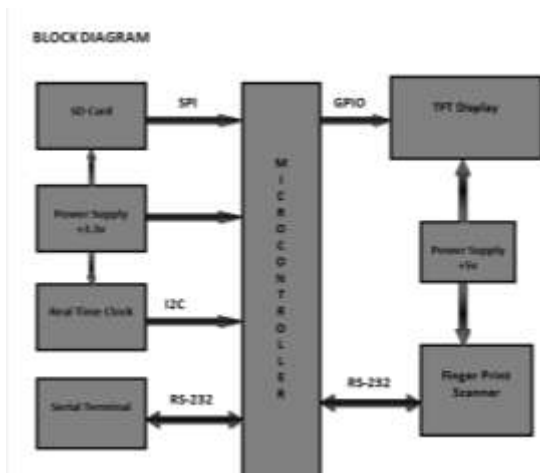 BLOCK DIAGRAM
SD Card
SPI
GPIO
TFT Display
MICROCONTROLLER
Power Supply
+3.3v
Power Supply
+5v
Real Time Clock
I2C
Serial Terminal
RS-232
RS-232
Finger Print
Scanner